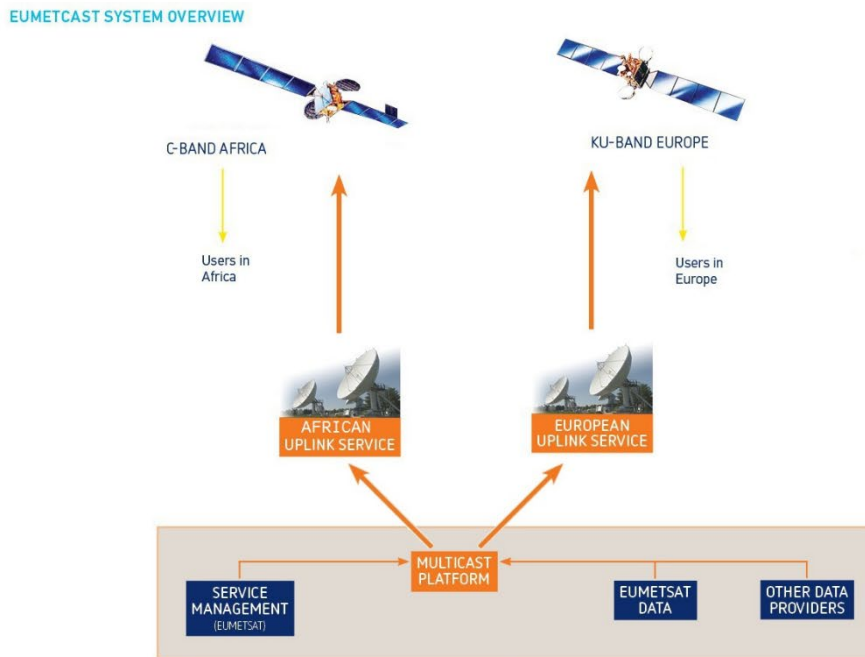 EUMETCAST SYSTEM OVERVIEW
C-BAND AFRICA
KU-BAND EUROPE
Users in
Africa
Users in
Europe
AFRICAN
UPLINK SERVICE
EUROPEAN
UPLINK SERVICE
MULTICAST
PLATFORM
SERVICE
MANAGEMENT
(EUMETSAT)
EUMETSAT
DATA
OTHER DATA
PROVIDERS